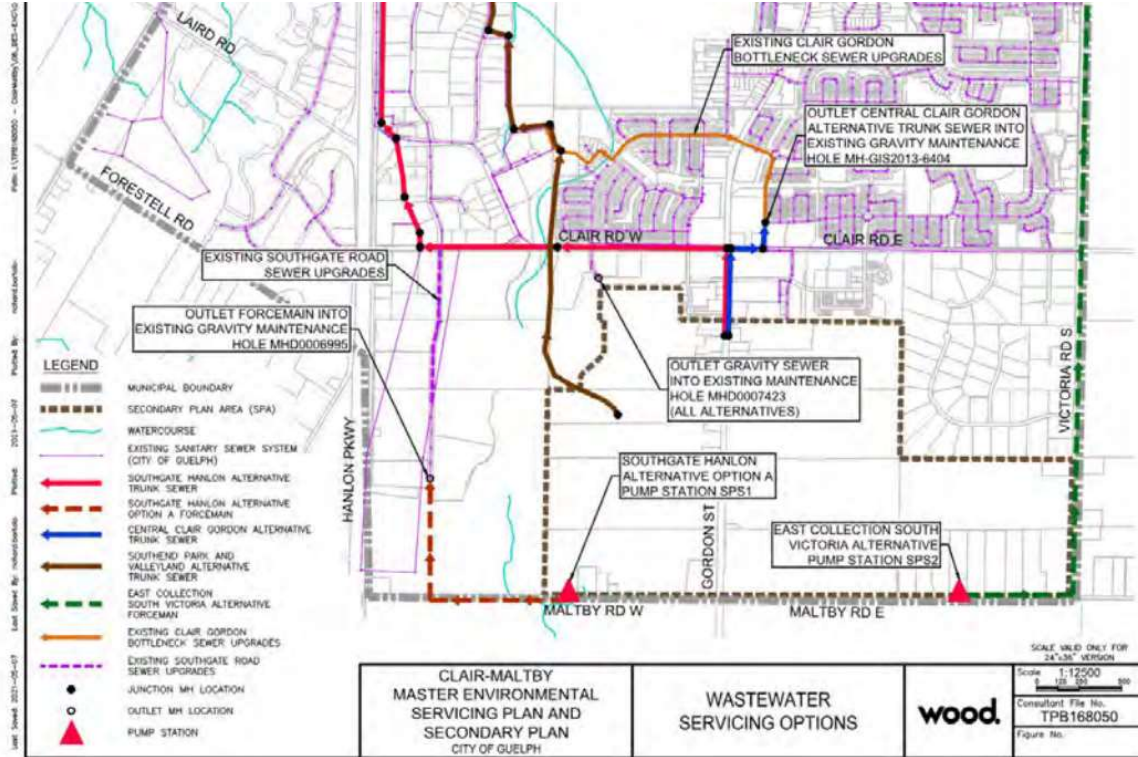 LAIRD RD
FORESTELL RD
EXISTING CLAIR GORDON
BOTTLENECK SEWER UPGRADES
OUTLET CENTRAL CLAIR GORDON
ALTERNATIVE TRUNK SEWER INTO
EXISTING GRAVITY MAINTENANCE
HOLE MH-GIS2013-6404
CLAIR RD W
CLAIR RD E
EXISTING SOUTHGATE ROAD
SEWER UPGRADES
OUTLET FORCEMAIN INTO
EXISTING GRAVITY MAINTENANCE
HOLE MHD0006995
OUTLET GRAVITY SEWER
INTO EXISTING MAINTENANCE
HOLE MHD0007423
(ALL ALTERNATIVES)
VICTORIA RD S
HANLON PKWY
SOUTHGATE HANLON
ALTERNATIVE OPTION A
PUMP STATION SPS1
GORDON ST
EAST COLLECTION SOUTH
VICTORIA ALTERNATIVE
PUMP STATION SPS2
MALTBY RD W
MALTBY RD E
LEGEND
MUNICIPAL BOUNDARY
SECONDARY PLAN AREA (SPA)
WATERCOURSE
EXISTING SANITARY SEWER SYSTEM
(CITY OF GUELPH)
SOUTHGATE HANLON ALTERNATIVE
TRUNK SEWER
SOUTHGATE HANLON ALTERNATIVE
OPTION A FORCEMAIN
CENTRAL CLAIR GORDON ALTERNATIVE
TRUNK SEWER
SOUTHEND PARK AND
VALLEYLAND ALTERNATIVE
TRUNK SEWER
EAST COLLECTION
SOUTH VICTORIA ALTERNATIVE
FORCEMAN
EXISTING CLAIR GORDON
BOTTLENECK SEWER UPGRADES
EXISTING SOUTHGATE ROAD
SEWER UPGRADES
JUNCTION MH LOCATION
OUTLET MH LOCATION
PUMP STATION
CLAIR-MALTBY
MASTER ENVIRONMENTAL
SERVICING PLAN AND
SECONDARY PLAN
CITY OF GUELPH
WASTEWATER
SERVICING OPTIONS
wood.
SCALE VALID ONLY FOR
24"x36" VERSION
Scale 1:12500
Consultant File No.
TPB168050
Figure No.